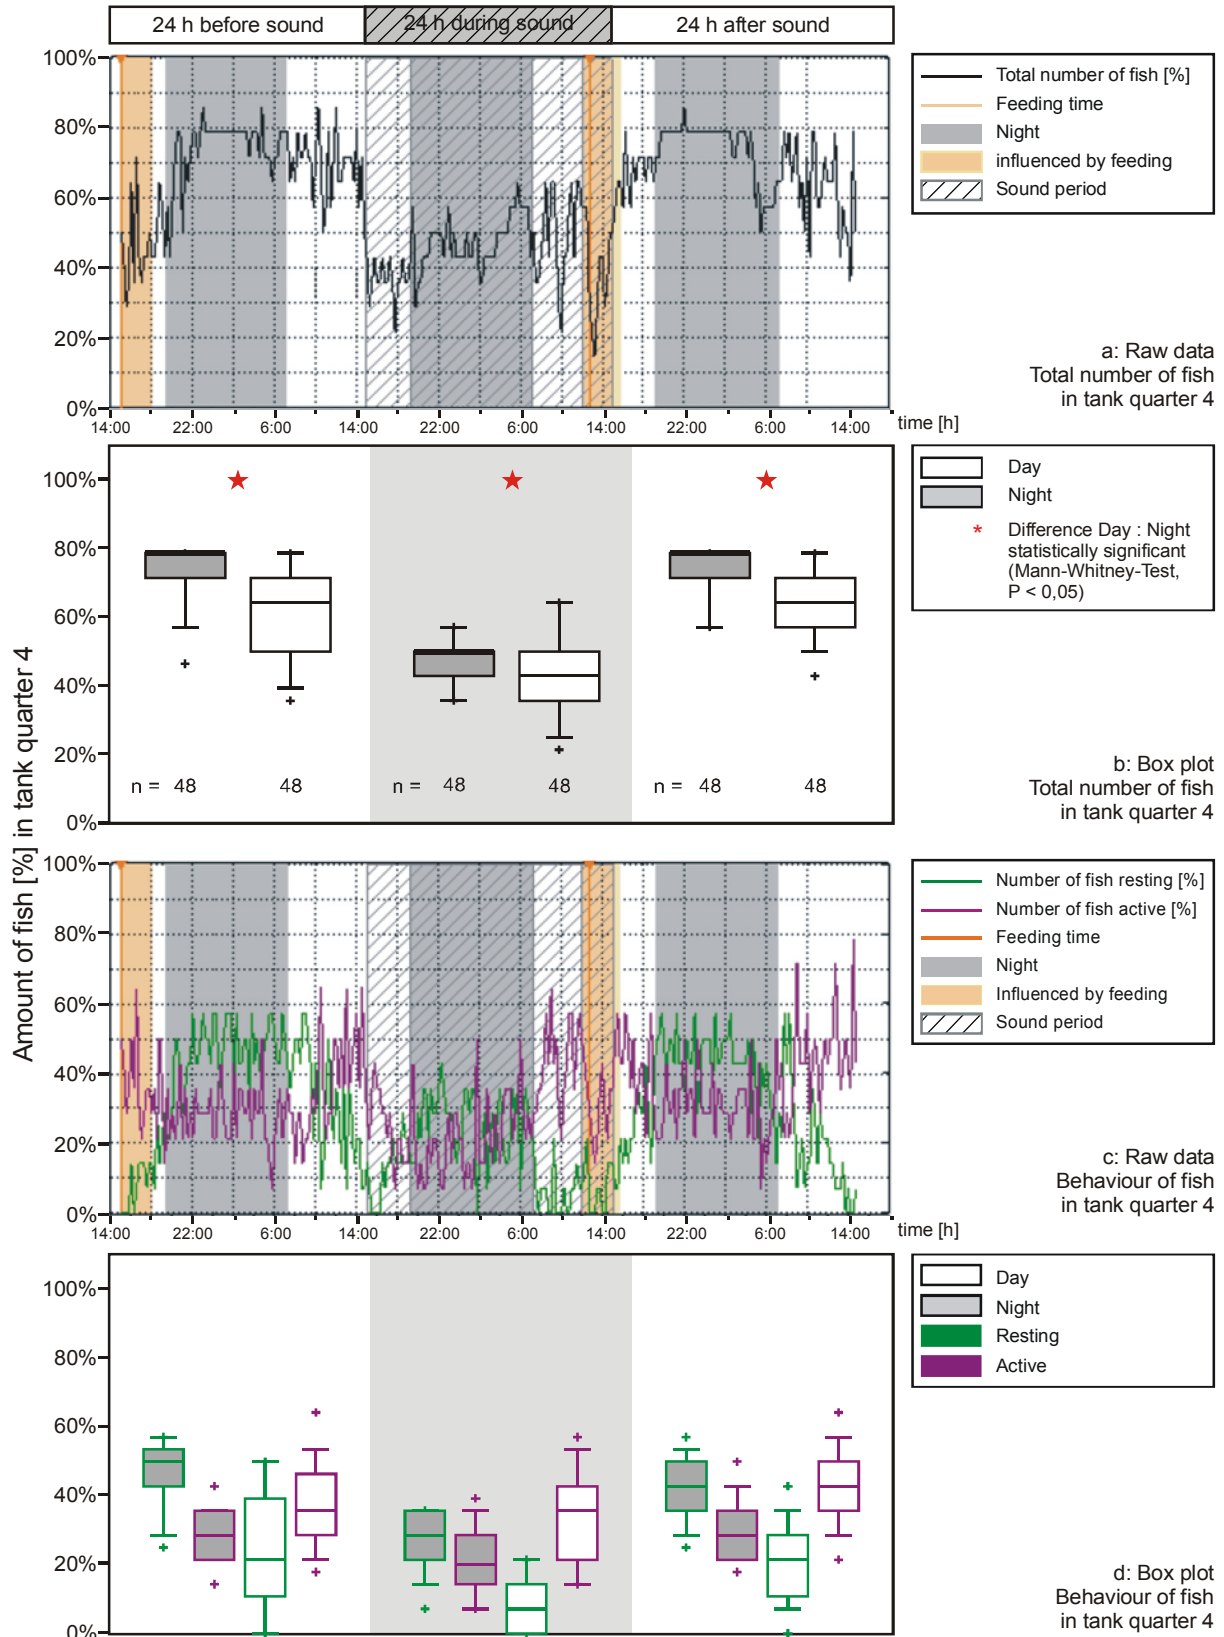 24 h before sound
24 h during sound
24 h after sound
100%
80%
60%
40%
20%
0%
14:00
22:00
6:00
14:00
22:00
6:00
14:00
22:00
6:00
14:00
time [h]
Total number of fish [%]
Feeding time
Night
influenced by feeding
Sound period
a: Raw data
Total number of fish
in tank quarter 4
Amount of fish [%] in tank quarter 4
100%
80%
60%
40%
20%
0%
n = 48
48
n = 48
48
n = 48
48
Day
Night
* Difference Day : Night
statistically significant
(Mann-Whitney-Test,
P < 0,05)
b: Box plot
Total number of fish
in tank quarter 4
100%
80%
60%
40%
20%
0%
14:00
22:00
6:00
14:00
22:00
6:00
14:00
22:00
6:00
14:00
time [h]
Number of fish resting [%]
Number of fish active [%]
Feeding time
Night
Influenced by feeding
Sound period
c: Raw data
Behaviour of fish
in tank quarter 4
100%
80%
60%
40%
20%
0%
Day
Night
Resting
Active
d: Box plot
Behaviour of fish
in tank quarter 4